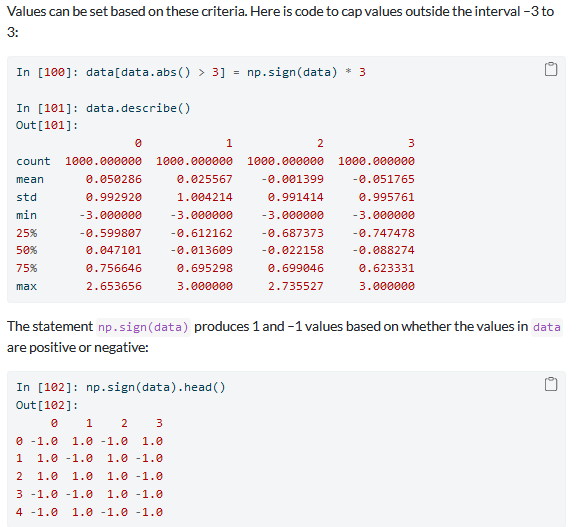 Values can be set based on these criteria. Here is code to cap values outside the interval –3 to
3:
In [100]: data[data.abs() > 3] = np.sign(data) * 3
In [101]: data.describe()
Out[101]:
                 0            1            2            3
count  1000.000000  1000.000000  1000.000000  1000.000000
mean      0.050286     0.025567    -0.001399    -0.051765
std       0.992920     1.004214     0.991414     0.995761
min      -3.000000    -3.000000    -3.000000    -3.000000
25%      -0.599807    -0.612162    -0.687373    -0.747478
50%       0.047101    -0.013609    -0.022158    -0.088274
75%       0.756646     0.695298     0.699046     0.623331
max       2.653656     3.000000     2.735527     3.000000
The statement np.sign(data) produces 1 and –1 values based on whether the values in data
are positive or negative:
In [102]: np.sign(data).head()
Out[102]:
     0    1    2    3
0 -1.0  1.0 -1.0  1.0
1  1.0 -1.0  1.0 -1.0
2  1.0  1.0  1.0 -1.0
3 -1.0 -1.0  1.0 -1.0
4 -1.0  1.0 -1.0 -1.0